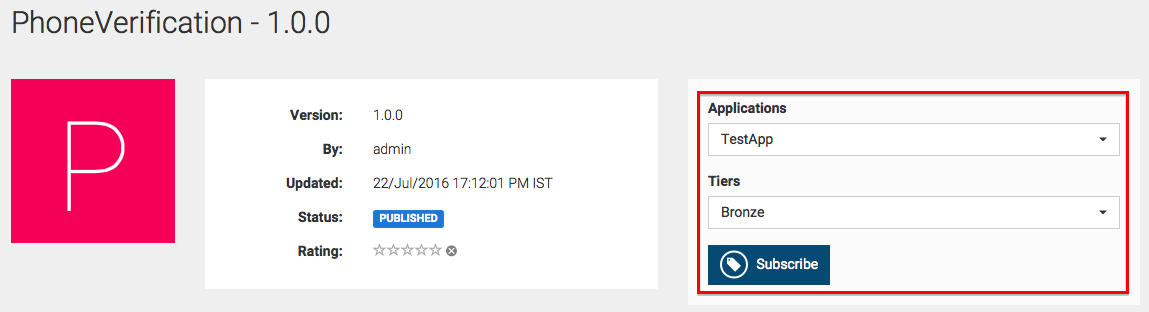 PhoneVerification - 1.0.0
P
Version: 1.0.0
By: admin
Updated: 22/Jul/2016 17:12:01 PM IST
Status: PUBLISHED
Rating:
Applications
TestApp
Tiers
Bronze
Subscribe